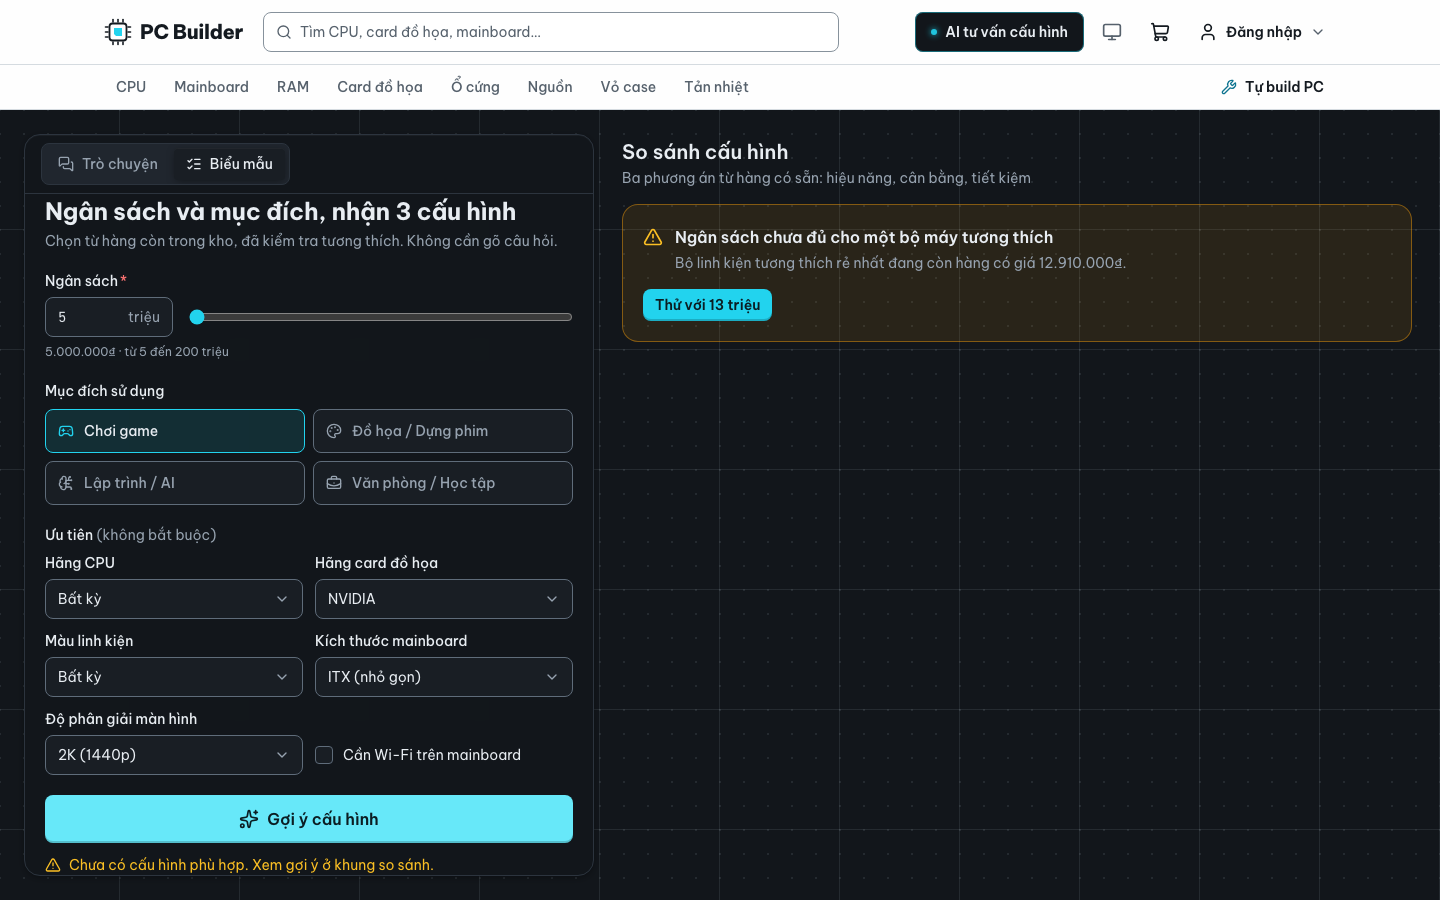 PC Builder
Tìm CPU, card đồ họa, mainboard...
AI tư vấn cấu hình
Đăng nhập
CPU
Mainboard
RAM
Card đồ họa
Ổ cứng
Nguồn
Vỏ case
Tản nhiệt
Tự build PC
Trò chuyện
Biểu mẫu
Ngân sách và mục đích, nhận 3 cấu hình
Chọn từ hàng còn trong kho, đã kiểm tra tương thích. Không cần gõ câu hỏi.
Ngân sách *
5 triệu
5.000.000₫ · từ 5 đến 200 triệu
Mục đích sử dụng
Chơi game
Đồ họa / Dựng phim
Lập trình / AI
Văn phòng / Học tập
Ưu tiên (không bắt buộc)
Hãng CPU
Hãng card đồ họa
Bất kỳ
NVIDIA
Màu linh kiện
Kích thước mainboard
Bất kỳ
ITX (nhỏ gọn)
Độ phân giải màn hình
2K (1440p)
Cần Wi-Fi trên mainboard
Gợi ý cấu hình
Chưa có cấu hình phù hợp. Xem gợi ý ở khung so sánh.
So sánh cấu hình
Ba phương án từ hàng có sẵn: hiệu năng, cân bằng, tiết kiệm
Ngân sách chưa đủ cho một bộ máy tương thích
Bộ linh kiện tương thích rẻ nhất đang còn hàng có giá 12.910.000₫.
Thử với 13 triệu